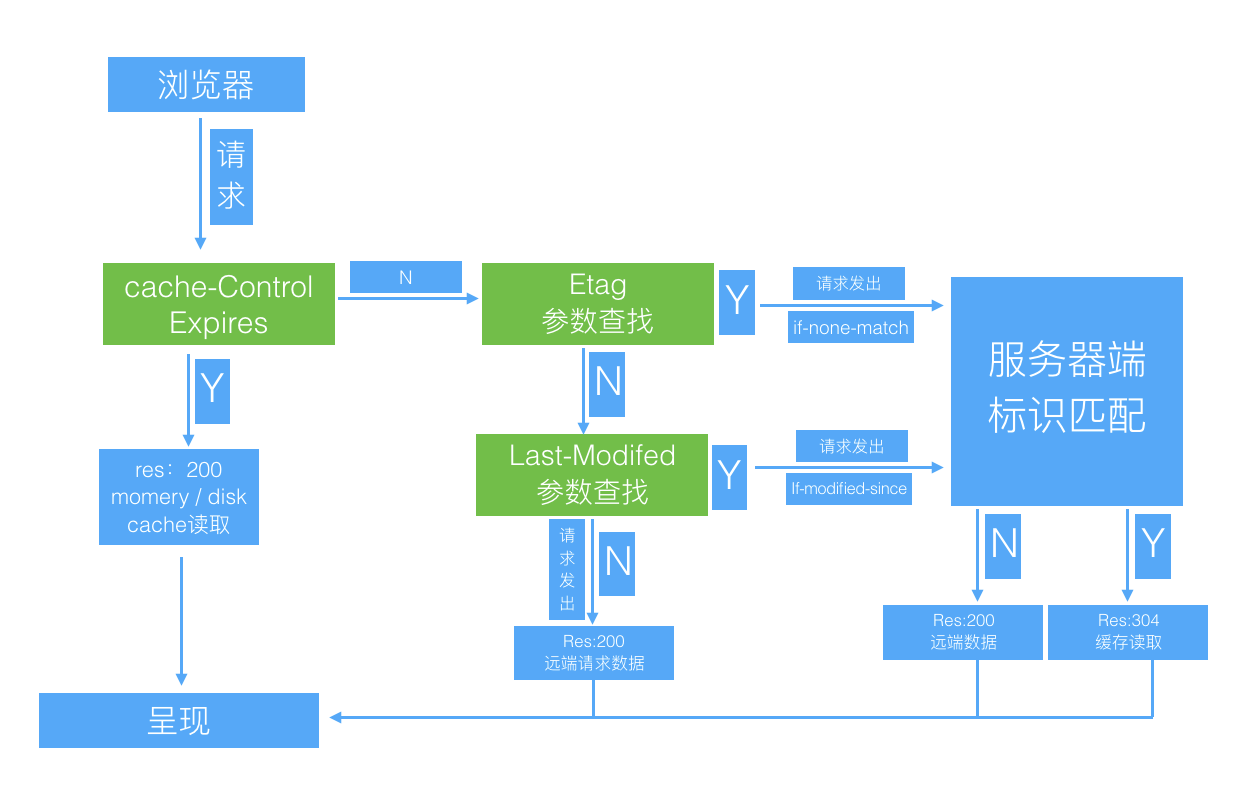 浏览器
请
求
cache-Control
Expires
N
Etag
参数查找
Y
请求发出
if-none-match
服务器端
标识匹配
Y
N
Last-Modifed
参数查找
Y
请求发出
If-modified-since
res：200
momery / disk
cache读取
请
求
发
出
N
N
Y
Res:200
远端请求数据
Res:200
远端数据
Res:304
缓存读取
呈现